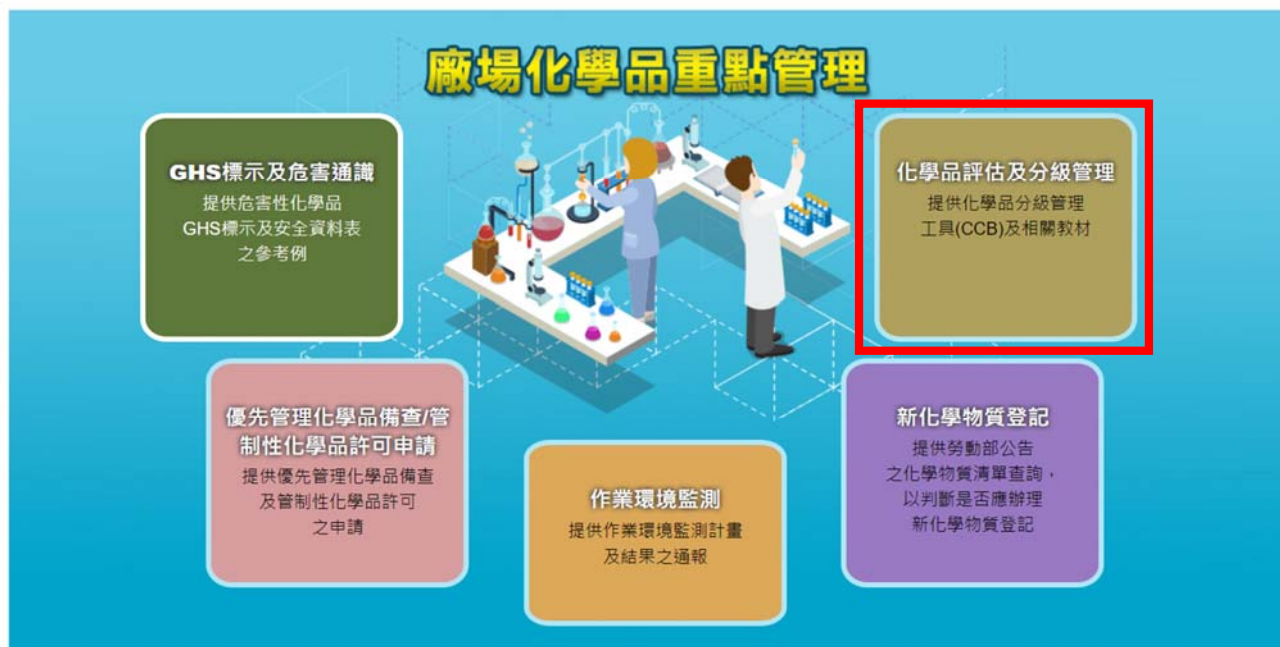 廠場化學品重點管理
GHS標示及危害通識
提供危害性化學品
GHS標示及安全資料表
之參考例
化學品評估及分級管理
提供化學品分級管理
工具(CCB)及相關教材
優先管理化學品備查/管
制性化學品許可申請
提供優先管理化學品備查
及管制性化學品許可
之申請
作業環境監測
提供作業環境監測計畫
及結果之通報
新化學物質登記
提供勞動部公告
之化學物質清單查詢，
以判斷是否應辦理
新化學物質登記